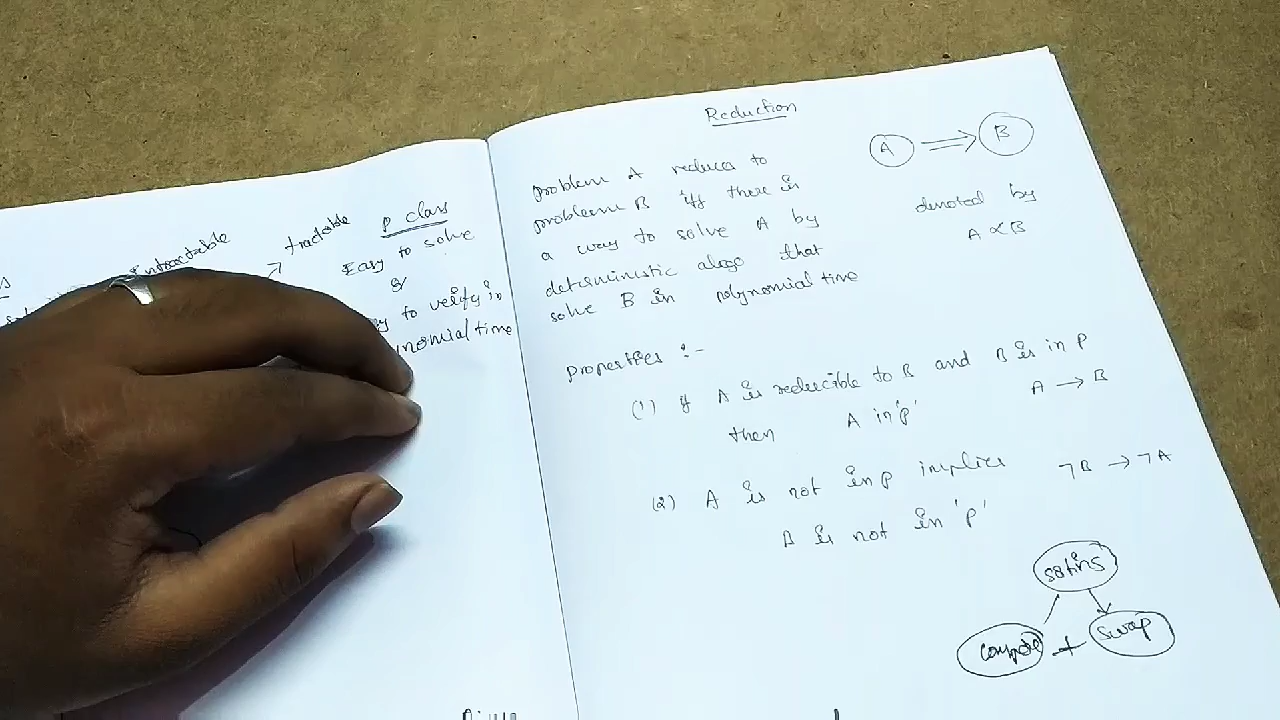 Intractable
tractable
P class
Easy to solve
&
to verify in
nomial time
Reduction
A ⇒ B
denoted by
A ∝ B
problem A reduces to
problem B iff there is
a way to solve A by
deterministic algo that
solve B in polynomial time
properties :-
(1) if A is reducible to B and B is in P
then A in 'p'
A → B
(2) A is not in p implies
B is not in 'p'
¬B → ¬A
swap
+